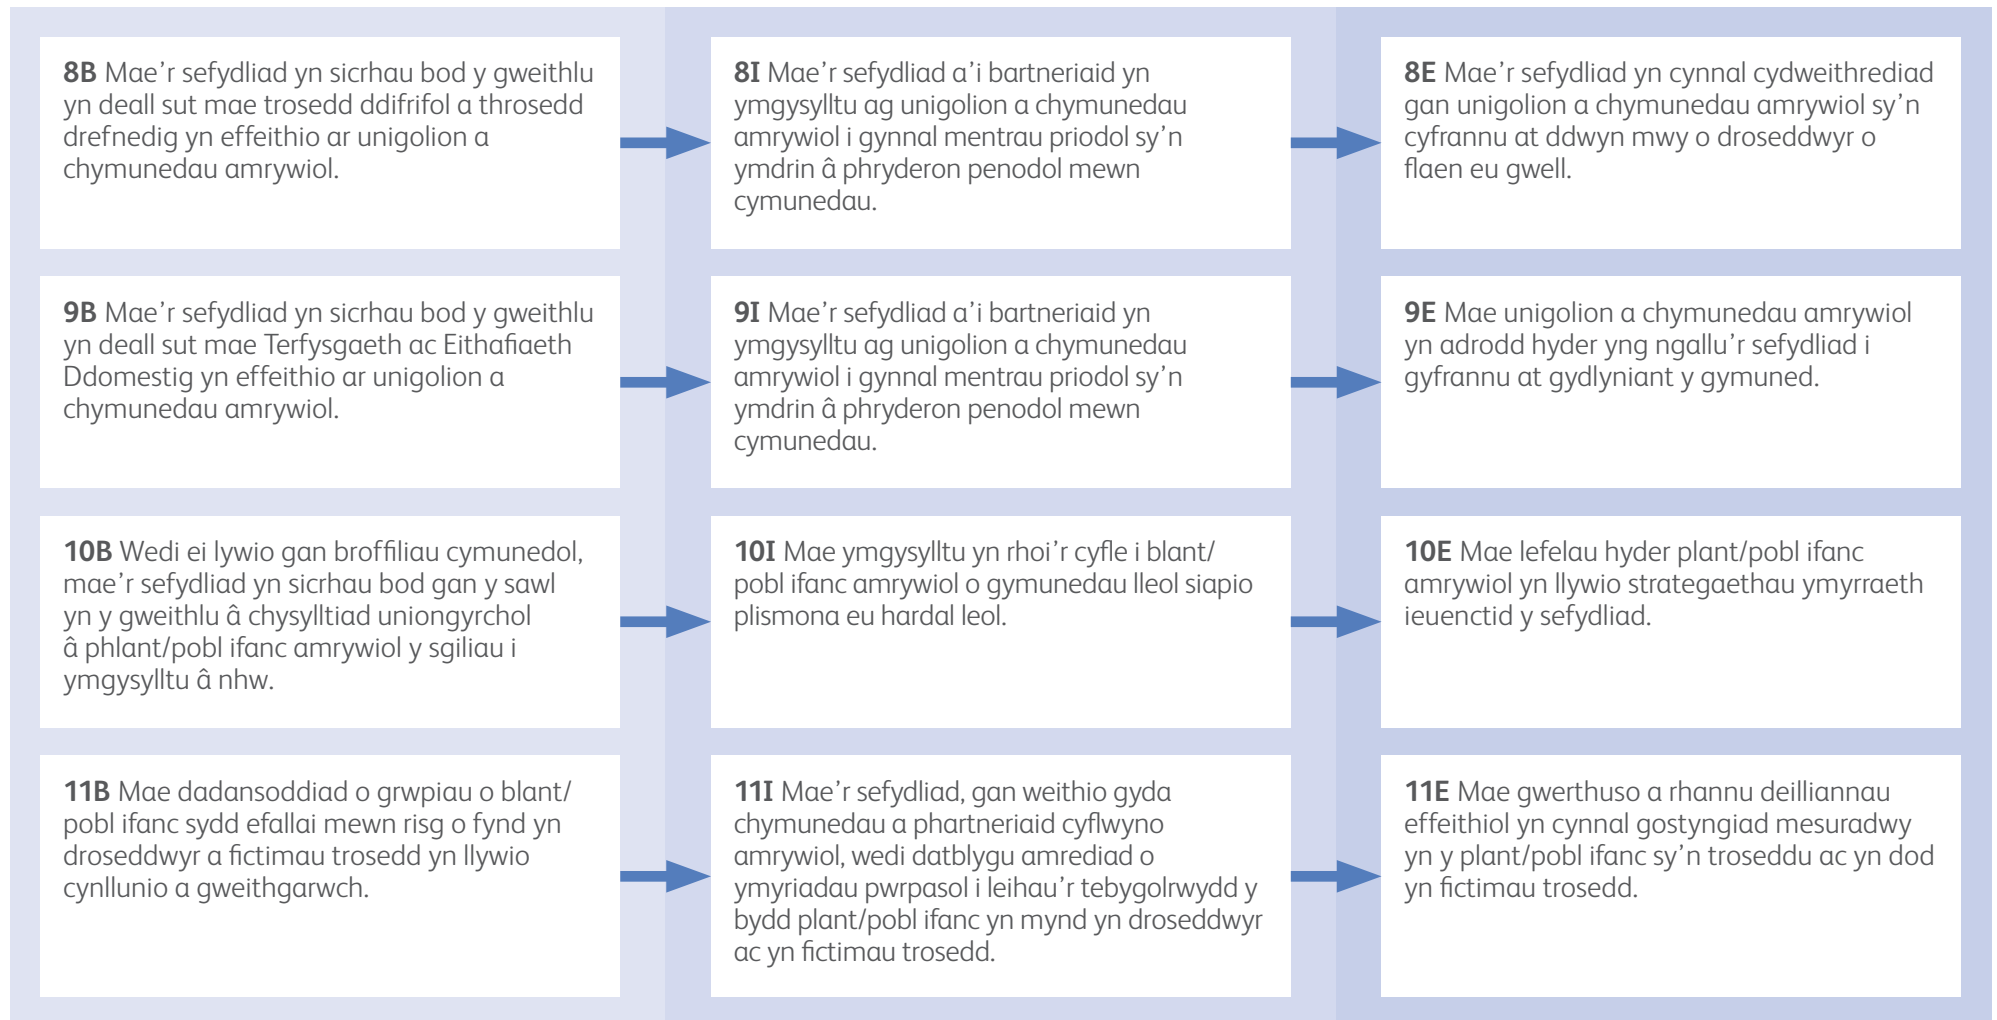 8B Mae'r sefydliad yn sicrhau bod y gweithlu
yn deall sut mae trosedd ddifrifol a throsedd
drefnedig yn effeithio ar unigolion a
chymunedau amrywiol.
8I Mae'r sefydliad a'i bartneriaid yn
ymgysylltu ag unigolion a chymunedau
amrywiol i gynnal mentrau priodol sy'n
ymdrin â phryderon penodol mewn
cymunedau.
8E Mae'r sefydliad yn cynnal cydweithrediad
gan unigolion a chymunedau amrywiol sy'n
cyfrannu at ddwyn mwy o droseddwyr o
flaen eu gwell.
9B Mae'r sefydliad yn sicrhau bod y gweithlu
yn deall sut mae Terfysgaeth ac Eithafiaeth
Ddomestig yn effeithio ar unigolion a
chymunedau amrywiol.
9I Mae'r sefydliad a'i bartneriaid yn
ymgysylltu ag unigolion a chymunedau
amrywiol i gynnal mentrau priodol sy'n
ymdrin â phryderon penodol mewn
cymunedau.
9E Mae unigolion a chymunedau amrywiol
yn adrodd hyder yng ngallu'r sefydliad i
gyfrannu at gydlyniant y gymuned.
10B Wedi ei lywio gan broffiliau cymunedol,
mae'r sefydliad yn sicrhau bod gan y sawl
yn y gweithlu â chysylltiad uniongyrchol
â phlant/pobl ifanc amrywiol y sgiliau i
ymgysylltu â nhw.
10I Mae ymgysylltu yn rhoi'r cyfle i blant/
pobl ifanc amrywiol o gymunedau lleol siapio
plismona eu hardal leol.
10E Mae lefelau hyder plant/pobl ifanc
amrywiol yn llywio strategaethau ymyrraeth
ieuenctid y sefydliad.
11B Mae dadansoddiad o grwpiau o blant/
pobl ifanc sydd efallai mewn risg o fynd yn
droseddwyr a fictimau trosedd yn llywio
cynllunio a gweithgarwch.
11I Mae'r sefydliad, gan weithio gyda
chymunedau a phartneriaid cyflwyno
amrywiol, wedi datblygu amrediad o
ymyriadau pwrpasol i leihau'r tebygolrwydd y
bydd plant/pobl ifanc yn mynd yn droseddwyr
ac yn fictimau trosedd.
11E Mae gwerthuso a rhannu deilliannau
effeithiol yn cynnal gostyngiad mesuradwy
yn y plant/pobl ifanc sy'n troseddu ac yn dod
yn fictimau trosedd.